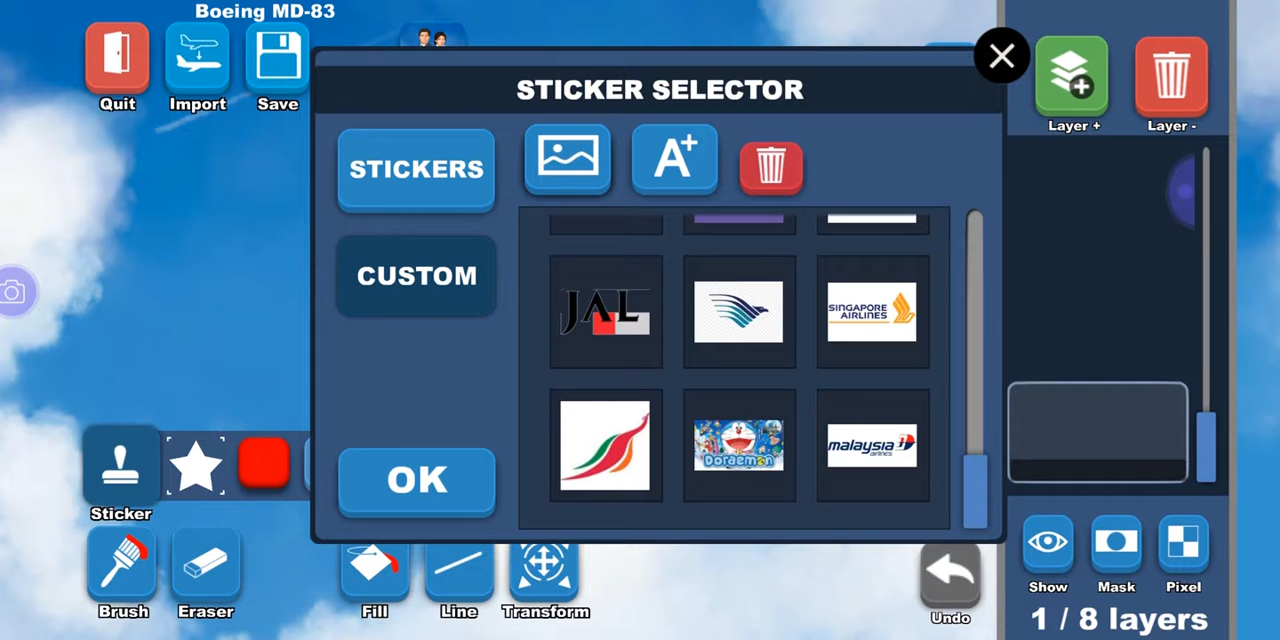 Boeing MD-83
Quit
Import
Save
STICKER SELECTOR
Layer +
Layer -
STICKERS
A+
CUSTOM
JAL
SINGAPORE
AIRLINES
DORAEMON
malaysia
airlines
OK
Sticker
Brush
Eraser
Fill
Line
Transform
Undo
Show
Mask
Pixel
1 / 8 layers